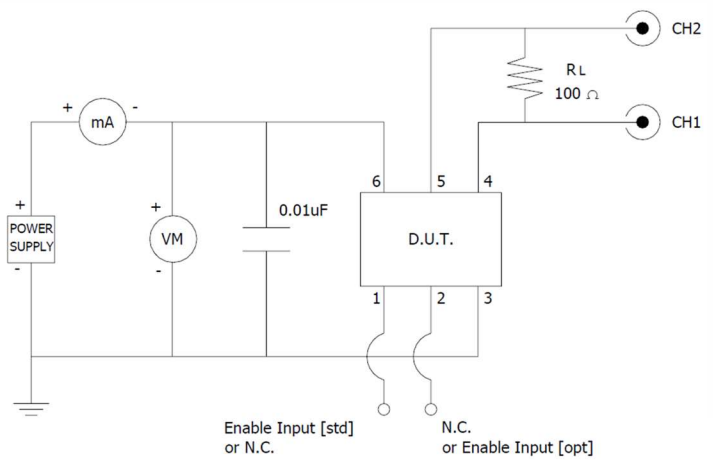 CH2
RL
100 Ω
CH1
+ -
mA
6 5 4
+
POWER
SUPPLY
-
+
VM
-
0.01uF
D.U.T.
1 2 3
Enable Input [std]
or N.C.
N.C.
or Enable Input [opt]